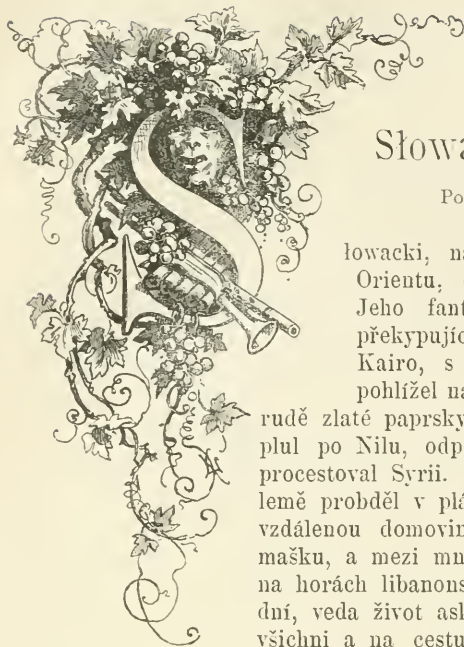 Słowa
Po
S
łowacki, na
Orientu,
Jeho fant
překypujíc
Kairo, s
pohlížel na
rudě zlaté paprsky
plul po Nilu, odp
procestoval Syrii.
lemě probděl v plá
vzdálenou domovin
mašku, a mezi mn
na horách libanons
dní, veda život ask
všichni a na cestu